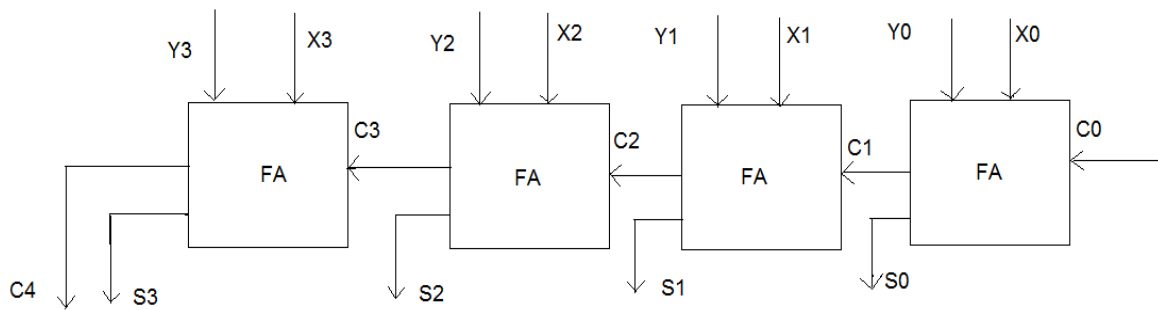 Y3 X3 Y2 X2 Y1 X1 Y0 X0
C3 C2 C1 C0
FA FA FA FA
C4 S3 S2 S1 S0